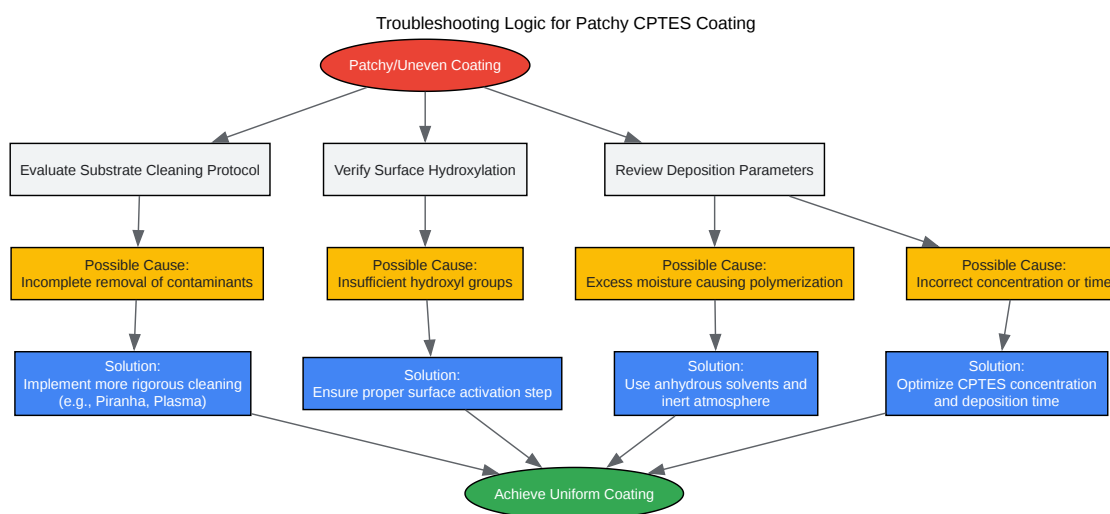 Troubleshooting Logic for Patchy CPTES Coating
Patchy/Uneven Coating
Evaluate Substrate Cleaning Protocol
Verify Surface Hydroxylation
Review Deposition Parameters
Possible Cause:
Incomplete removal of contaminants
Possible Cause:
Insufficient hydroxyl groups
Possible Cause:
Excess moisture causing polymerization
Possible Cause:
Incorrect concentration or time
Solution:
Implement more rigorous cleaning
(e.g., Piranha, Plasma)
Solution:
Ensure proper surface activation step
Solution:
Use anhydrous solvents and
inert atmosphere
Solution:
Optimize CPTES concentration
and deposition time
Achieve Uniform Coating